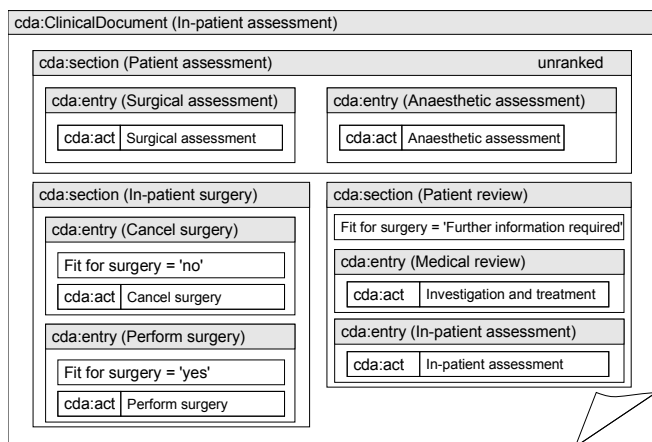 cda:ClinicalDocument (In-patient assessment)
cda:section (Patient assessment) unranked
cda:entry (Surgical assessment)
cda:act Surgical assessment
cda:entry (Anaesthetic assessment)
cda:act Anaesthetic assessment
cda:section (In-patient surgery)
cda:entry (Cancel surgery)
Fit for surgery = 'no'
cda:act Cancel surgery
cda:entry (Perform surgery)
Fit for surgery = 'yes'
cda:act Perform surgery
cda:section (Patient review)
Fit for surgery = 'Further information required'
cda:entry (Medical review)
cda:act Investigation and treatment
cda:entry (In-patient assessment)
cda:act In-patient assessment